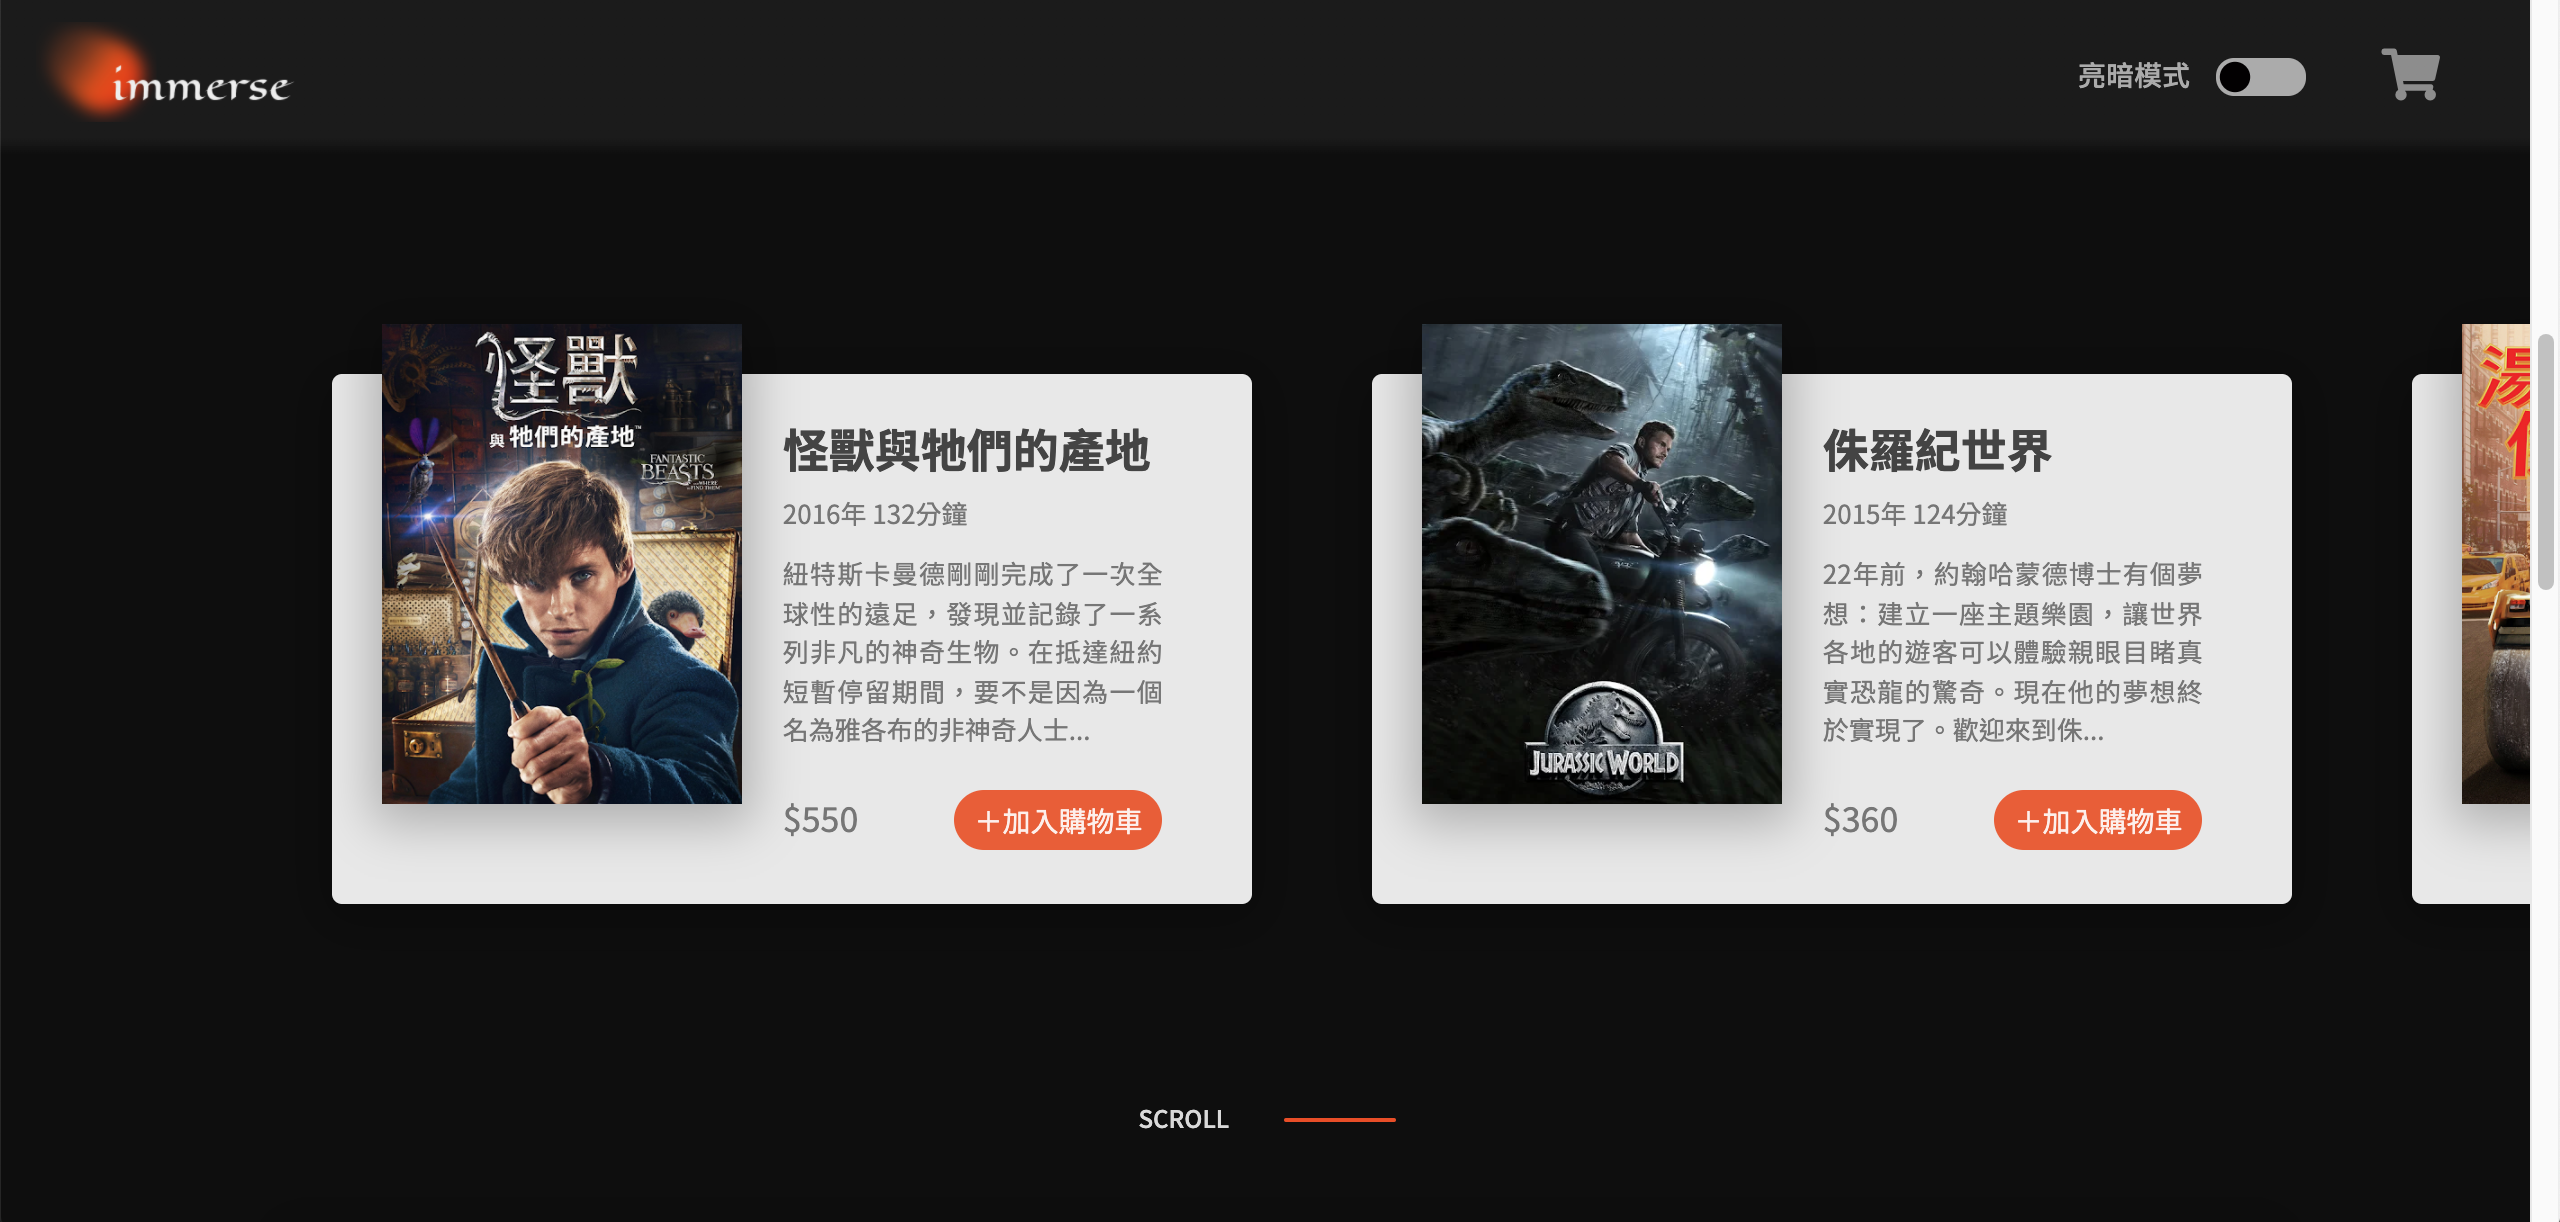 immerse
亮暗模式
怪獸
與牠們的產地
FANTASTIC
BEASTS
AND WHERE
TO FIND THEM
怪獸與牠們的產地
2016年 132分鐘
紐特斯卡曼德剛剛完成了一次全
球性的遠足，發現並記錄了一系
列非凡的神奇生物。在抵達紐約
短暫停留期間，要不是因為一個
名為雅各布的非神奇人士...
$550
＋加入購物車
JURASSIC WORLD
侏羅紀世界
2015年 124分鐘
22年前，約翰哈蒙德博士有個夢
想：建立一座主題樂園，讓世界
各地的遊客可以體驗親眼目睹真
實恐龍的驚奇。現在他的夢想終
於實現了。歡迎來到侏...
$360
＋加入購物車
湯
SCROLL